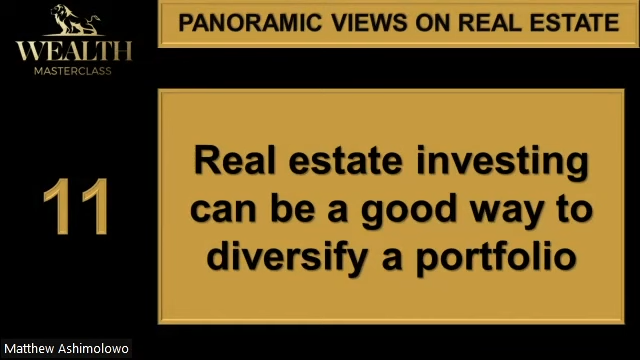 WEALTH
MASTERCLASS
PANORAMIC VIEWS ON REAL ESTATE
11
Real estate investing
can be a good way to
diversify a portfolio
Matthew Ashimolowo